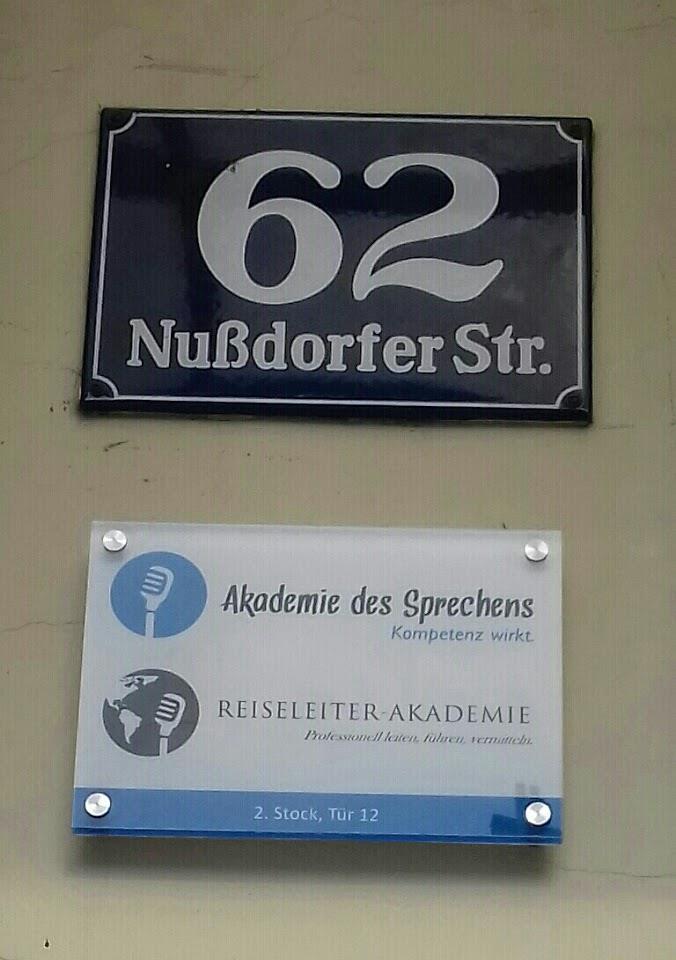 62
Nußdorfer Str.
Akademie des Sprechens
Kompetenz wirkt.
REISELEITER-AKADEMIE
Professionell leiten, führen, vermitteln.
2. Stock, Tür 12